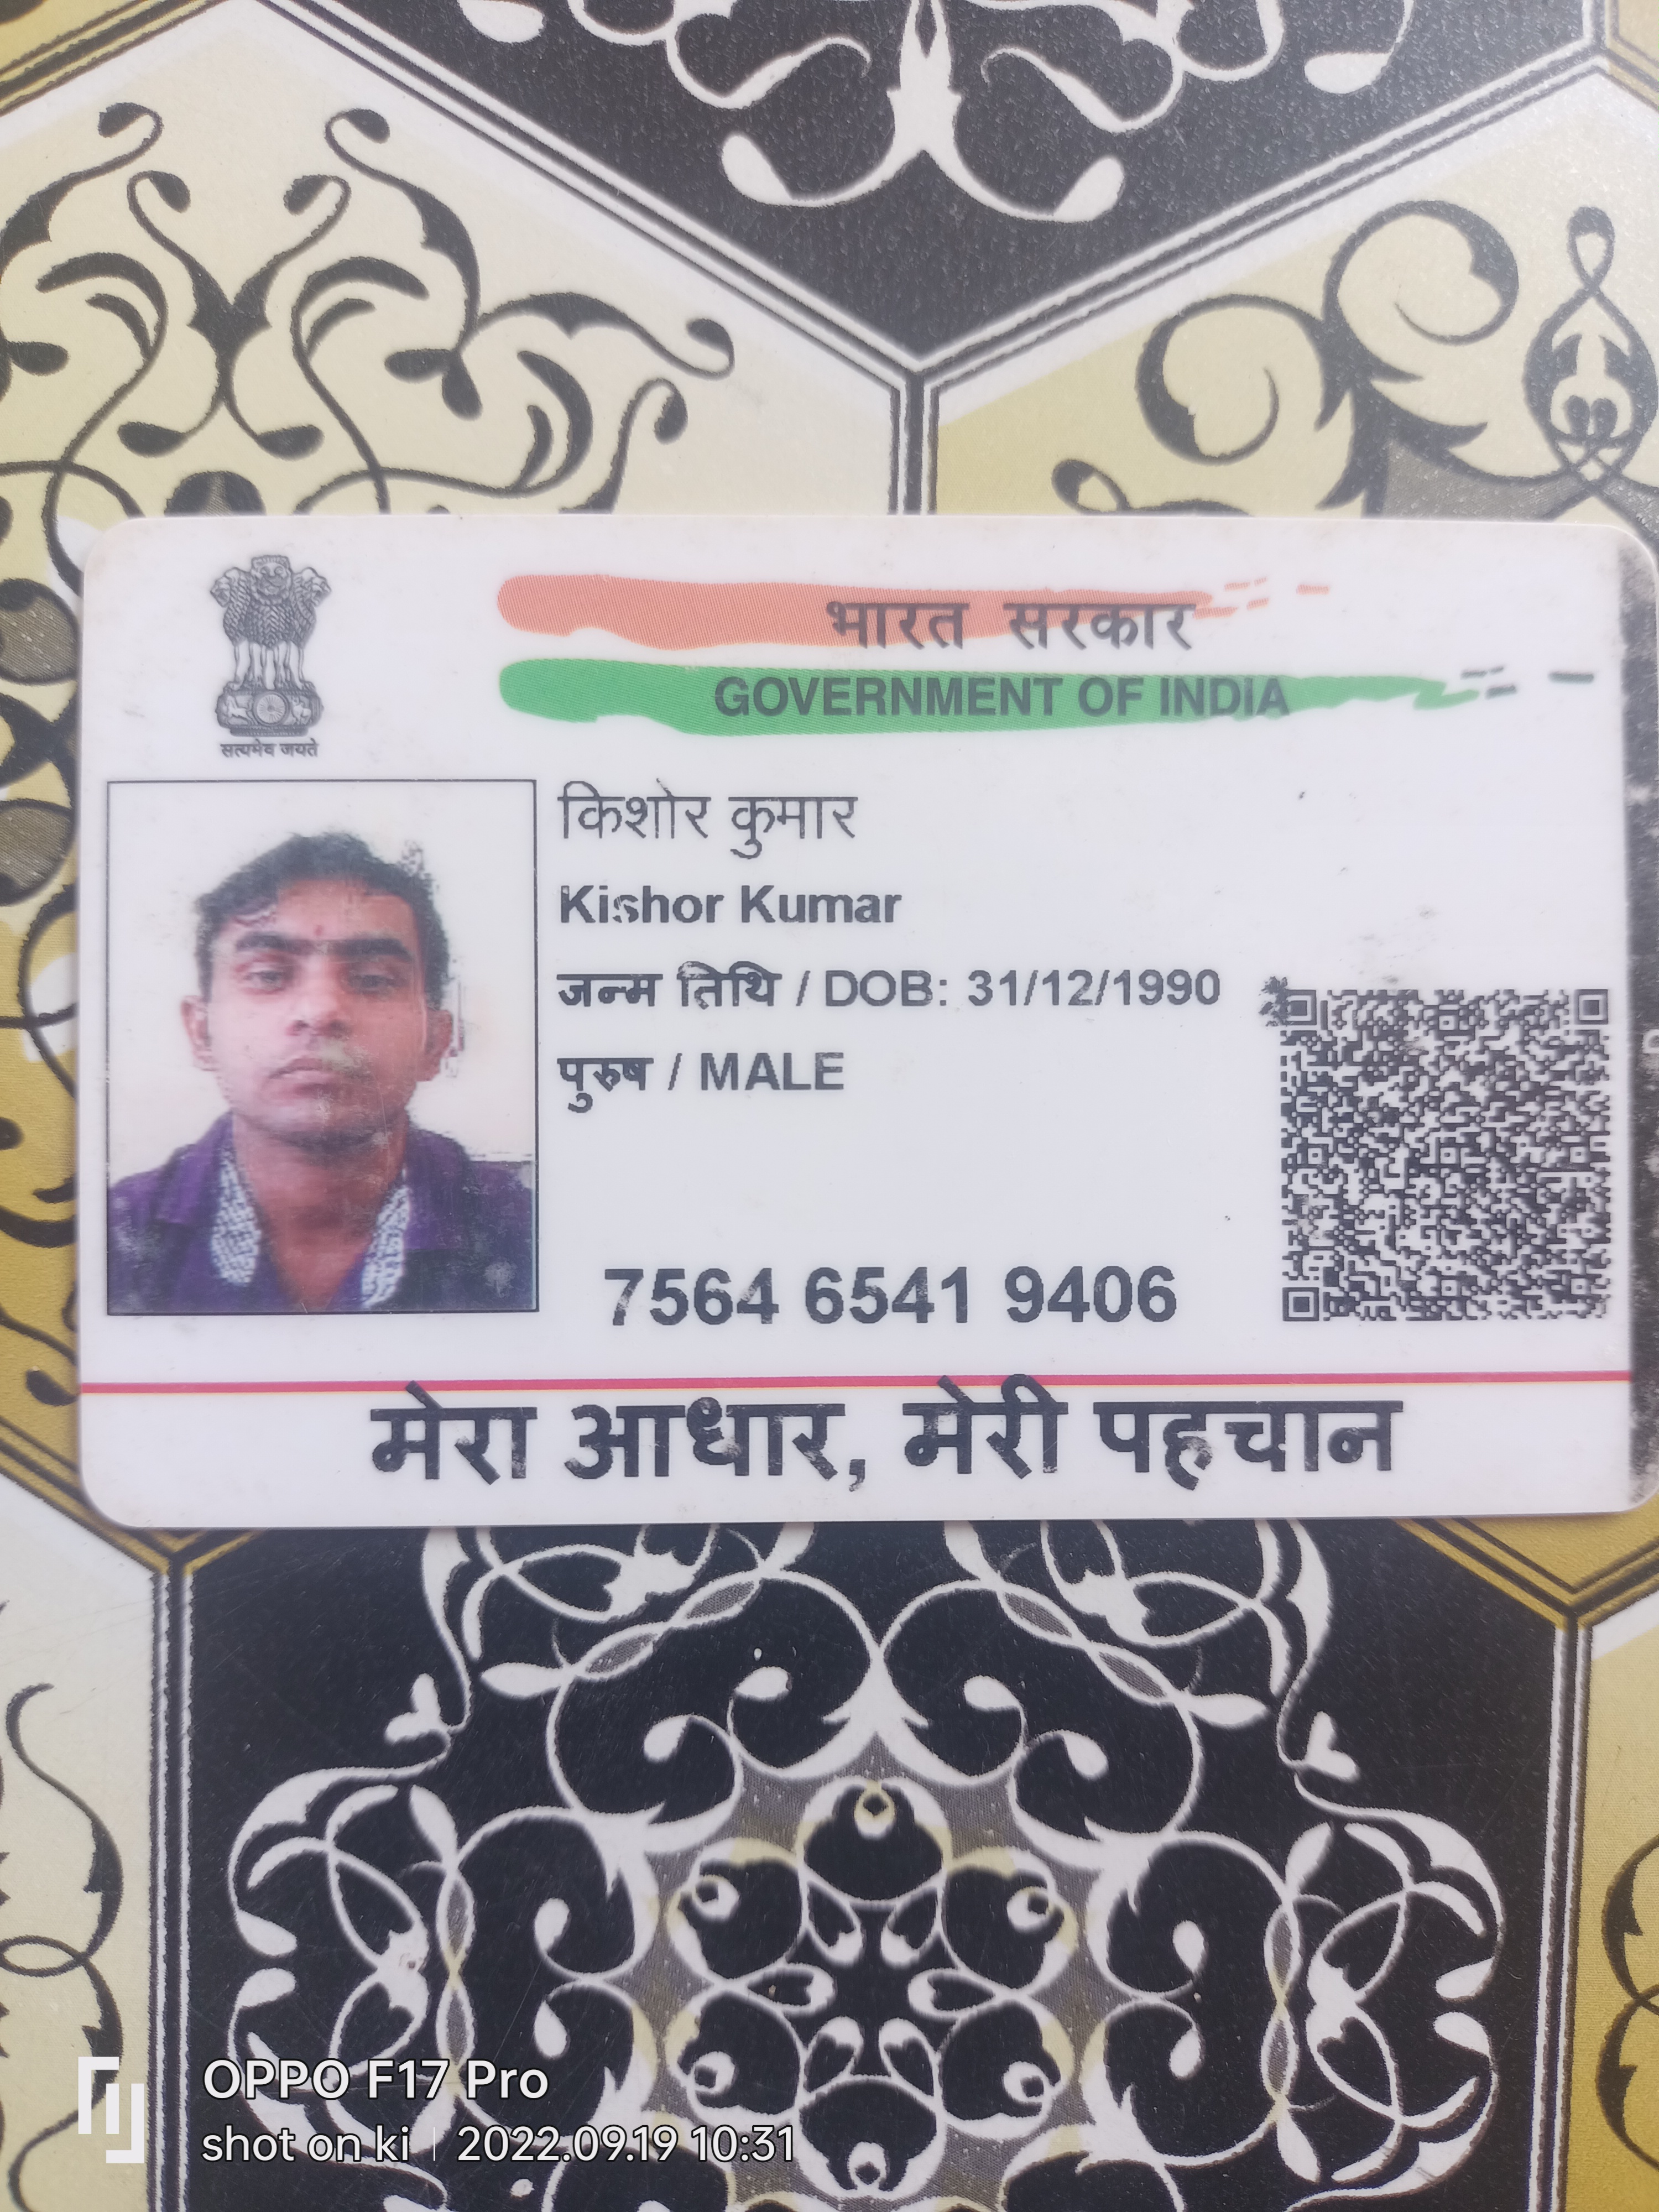 सत्यमेव जयते
भारत सरकार
GOVERNMENT OF INDIA
किशोर कुमार
Kishor Kumar
जन्म तिथि / DOB: 31/12/1990
पुरुष / MALE
7564 6541 9406
मेरा आधार, मेरी पहचान
OPPO F17 Pro
shot on ki | 2022.09.19 10:31